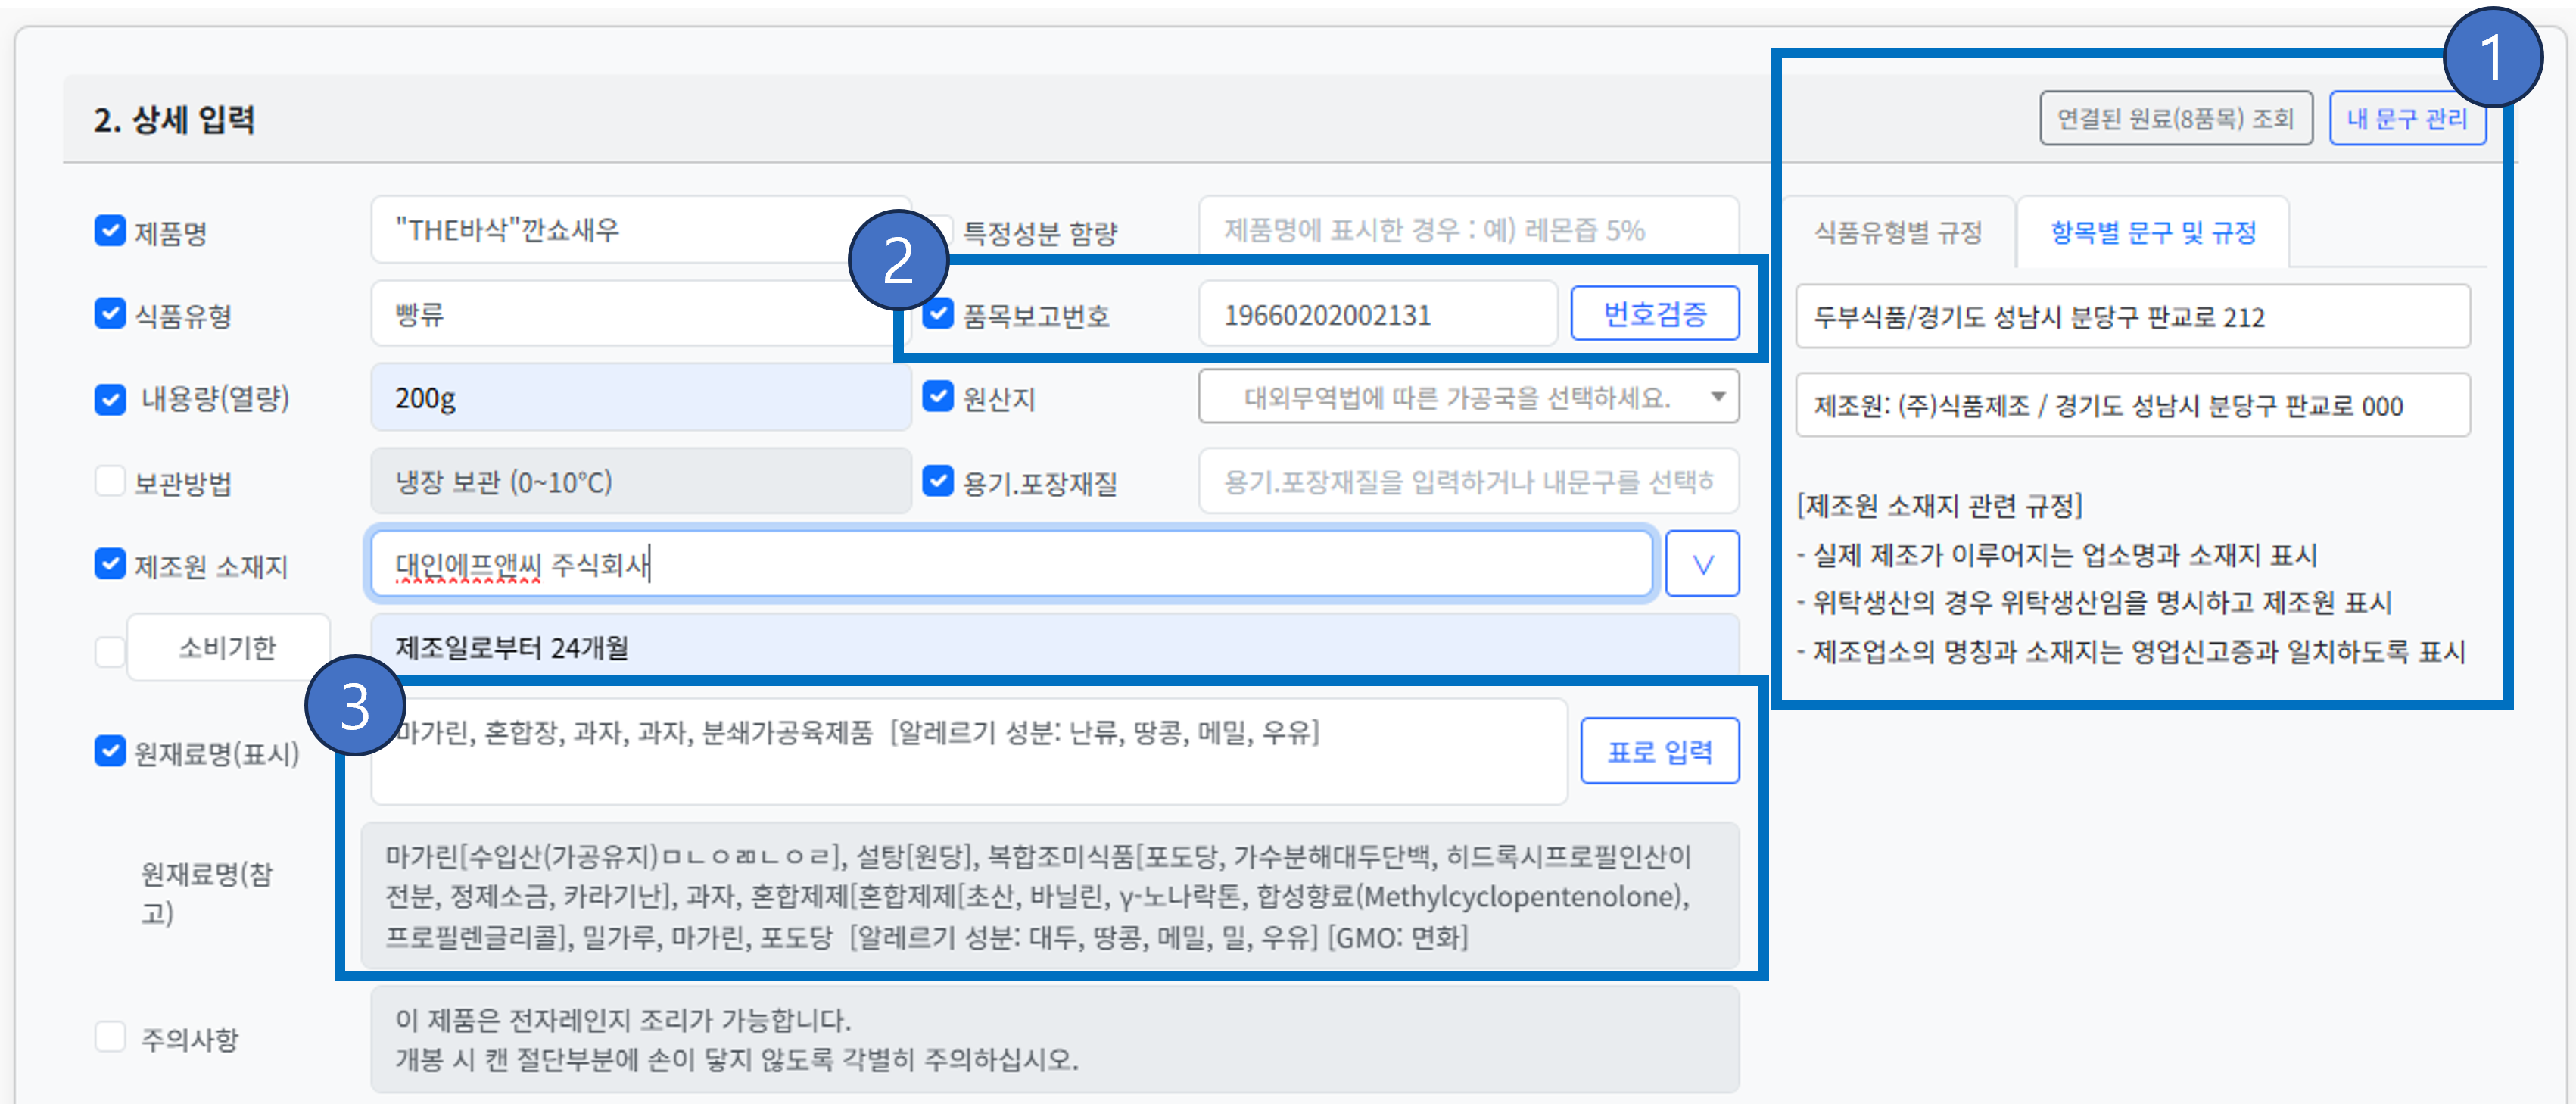 1
2. 상세 입력
연결된 원료(8품목) 조회
내 문구 관리
제품명
"THE바삭"깐쇼새우
특정성분 함량
제품명에 표시한 경우 : 예) 레몬즙 5%
2
식품유형
빵류
품목보고번호
19660202002131
번호검증
내용량(열량)
200g
원산지
대외무역법에 따른 가공국을 선택하세요.
보관방법
냉장 보관 (0~10℃)
용기.포장재질
용기.포장재질을 입력하거나 내문구를 선택하
제조원 소재지
대인에프앤씨 주식회사
소비기한
제조일로부터 24개월
3
원재료명(표시)
마가린, 혼합장, 과자, 과자, 분쇄가공육제품 [알레르기 성분: 난류, 땅콩, 메밀, 우유]
표로 입력
원재료명(참
고)
마가린[수입산(가공유지)ㅁㄴㅇㄻㄴㅇㄹ], 설탕[원당], 복합조미식품[포도당, 가수분해대두단백, 히드록시프로필인산이
전분, 정제소금, 카라기난], 과자, 혼합제제[혼합제제[초산, 바닐린, γ-노나락톤, 합성향료(Methylcyclopentenolone),
프로필렌글리콜], 밀가루, 마가린, 포도당 [알레르기 성분: 대두, 땅콩, 메밀, 밀, 우유] [GMO: 면화]
주의사항
이 제품은 전자레인지 조리가 가능합니다.
개봉 시 캔 절단부분에 손이 닿지 않도록 각별히 주의하십시오.
식품유형별 규정
항목별 문구 및 규정
두부식품/경기도 성남시 분당구 판교로 212
제조원: (주)식품제조 / 경기도 성남시 분당구 판교로 000
[제조원 소재지 관련 규정]
- 실제 제조가 이루어지는 업소명과 소재지 표시
- 위탁생산의 경우 위탁생산임을 명시하고 제조원 표시
- 제조업소의 명칭과 소재지는 영업신고증과 일치하도록 표시